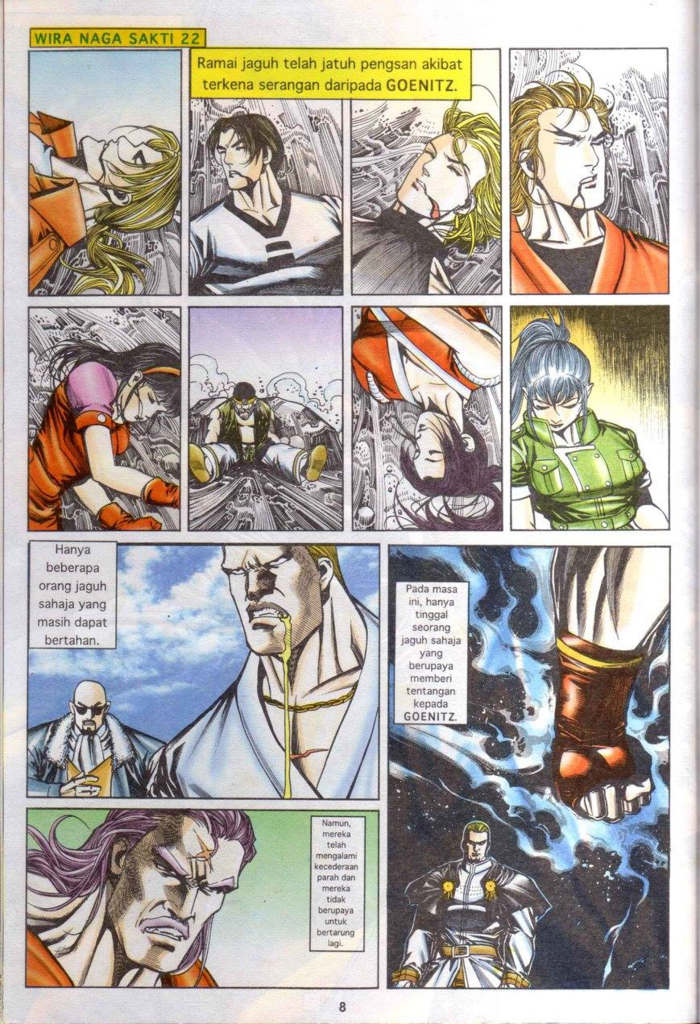 WIRA NAGA SAKTI 22
Ramai jaguh telah jatuh pengsan akibat
terkena serangan daripada GOENITZ.
Hanya
beberapa
orang jaguh
sahaja yang
masih dapat
bertahan.
Pada masa
ini, hanya
tinggal
seorang
jaguh sahaja
yang
berupaya
memberi
tentangan
kepada
GOENITZ.
Namun,
mereka
telah
mengalami
kecederaan
parah dan
mereka
tidak
berupaya
untuk
bertarung
lagi.
8